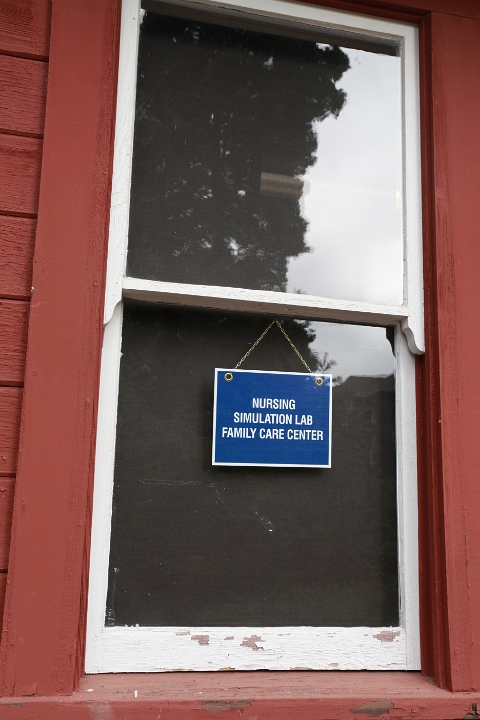 NURSING
SIMULATION LAB
FAMILY CARE CENTER